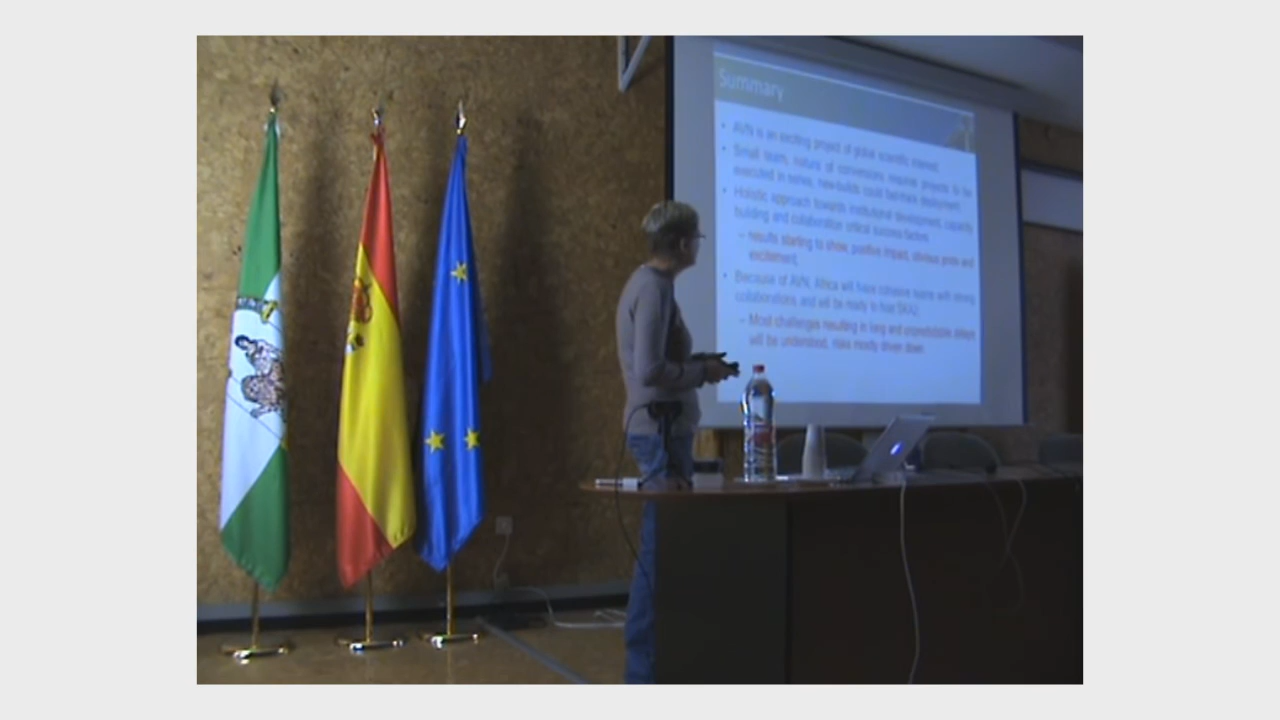 Summary
• AVN is an exciting project of global scientific interest,
• Small team, nature of conversions require projects to be
executed in series, new-builds could fast-track deployment
• Holistic approach towards institutional development, capacity
building and collaboration critical success factors
– results starting to show, positive impact, obvious pride and
excitement,
• Because of AVN, Africa will have cohesive teams with strong
collaborations and will be ready to host SKA2
– Most challenges resulting in long and unpredictable delays
will be understood, risks mostly driven down